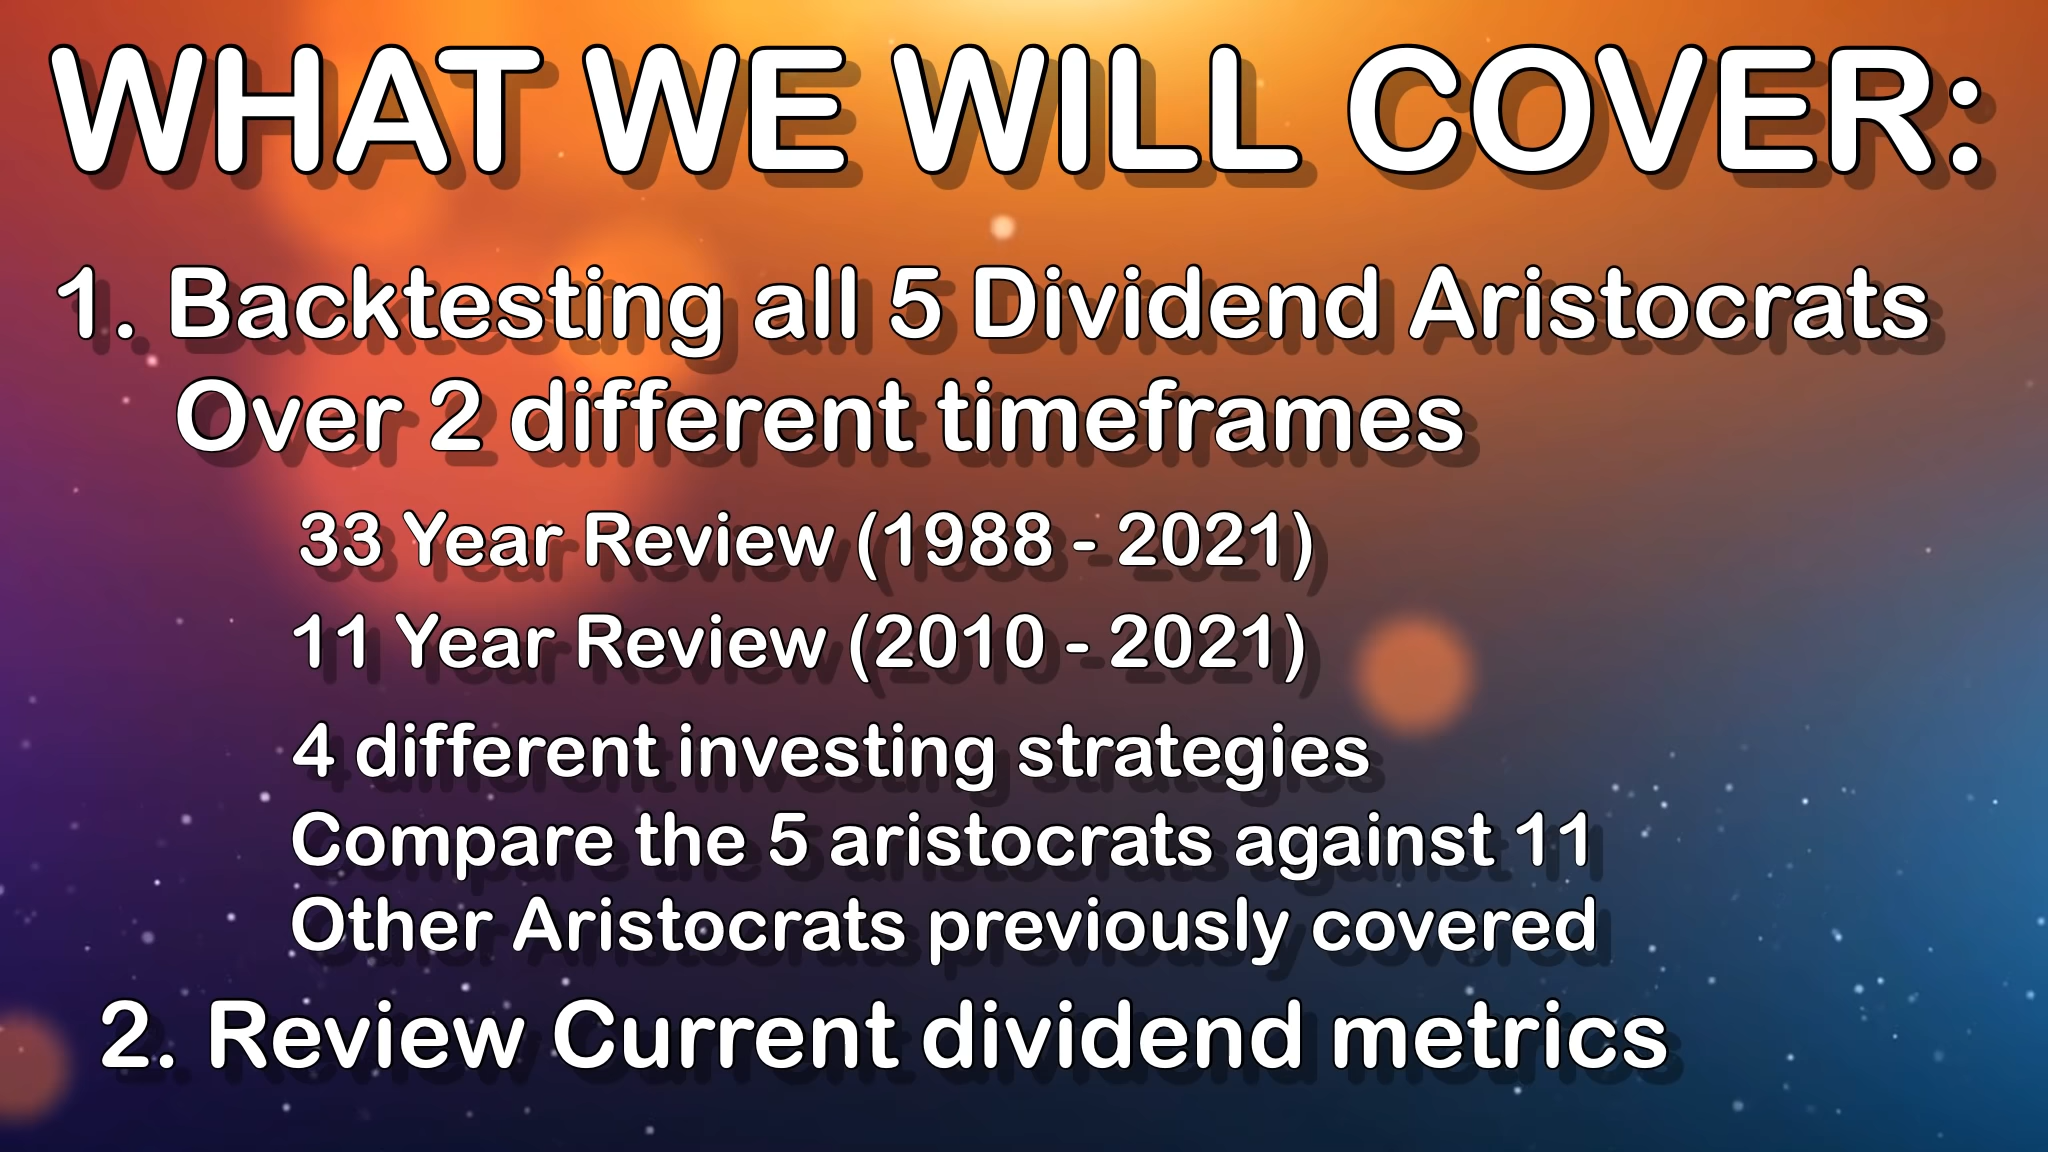 WHAT WE WILL COVER:
1. Backtesting all 5 Dividend Aristocrats
Over 2 different timeframes
33 Year Review (1988 - 2021)
11 Year Review (2010 - 2021)
4 different investing strategies
Compare the 5 aristocrats against 11
Other Aristocrats previously covered
2. Review Current dividend metrics